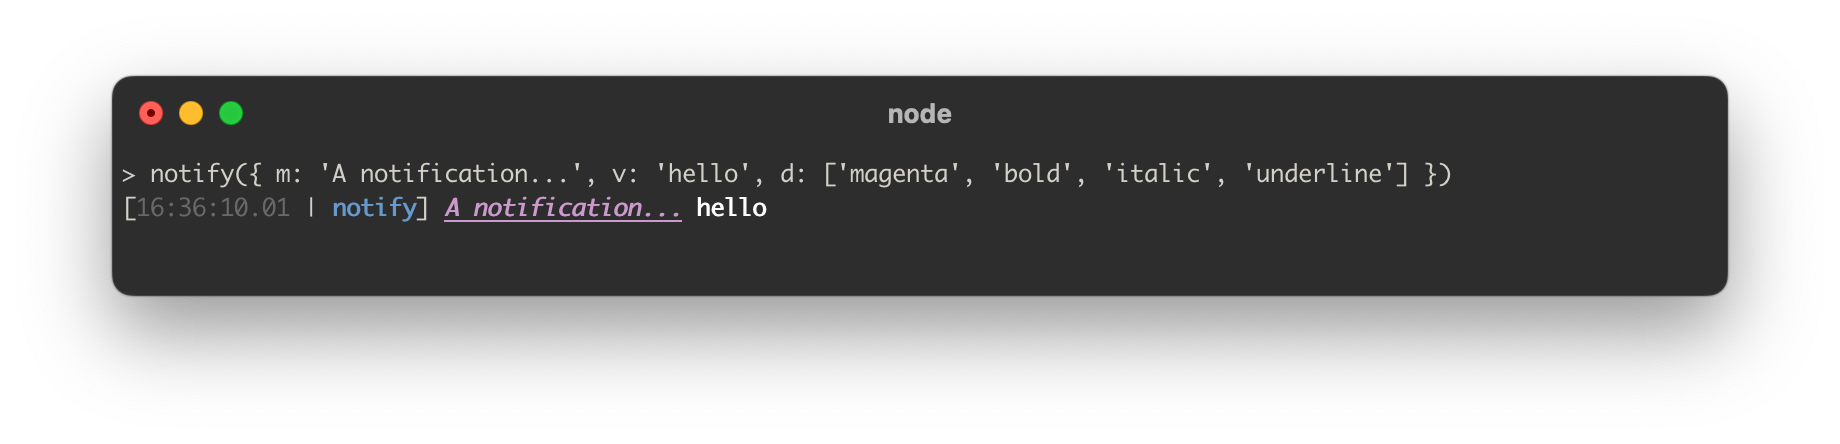 node
> notify({ m: 'A notification...', v: 'hello', d: ['magenta', 'bold', 'italic', 'underline'] })
[16:36:10.01 | notify] A notification... hello